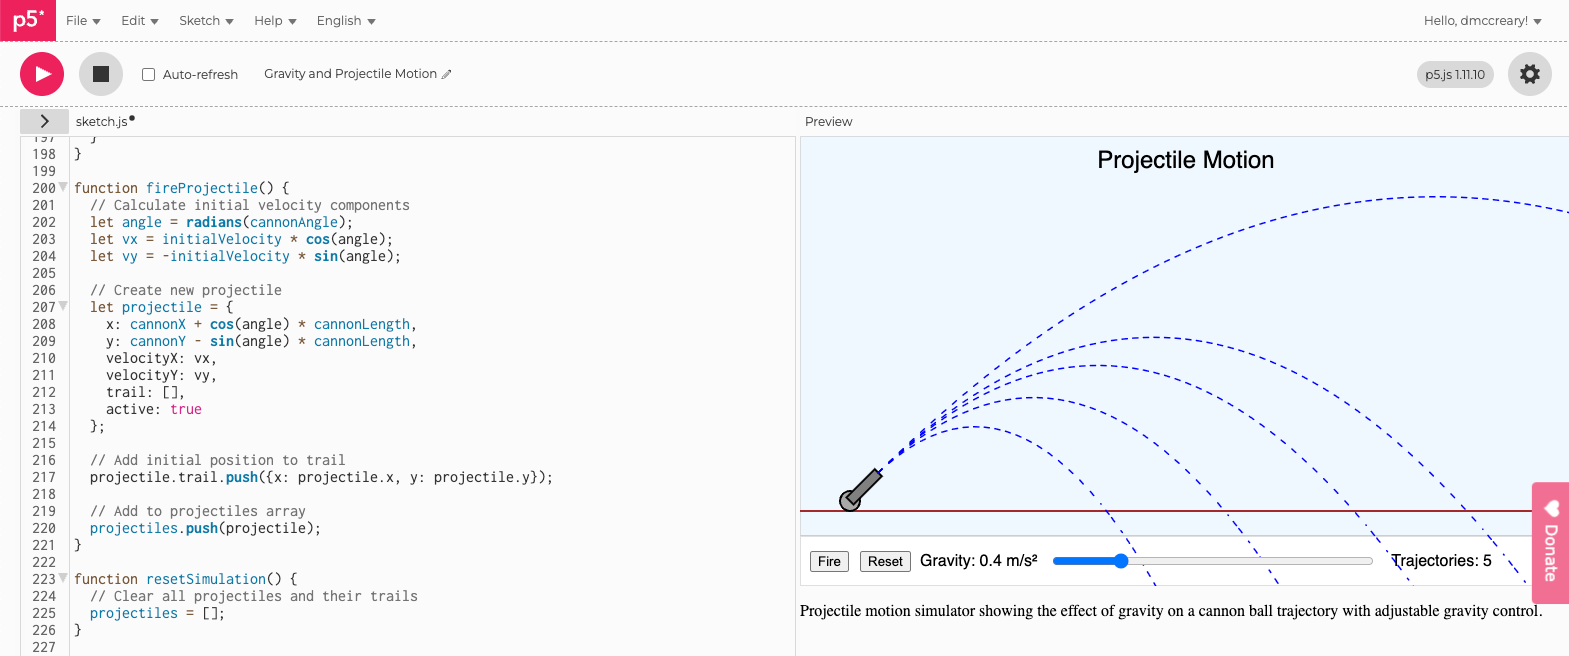 p5* File Edit Sketch Help English Hello, dmccreary!
Auto-refresh Gravity and Projectile Motion p5.js 1.11.10
sketch.js Preview
197   }
198 }
199
200 function fireProjectile() {
201   // Calculate initial velocity components
202   let angle = radians(cannonAngle);
203   let vx = initialVelocity * cos(angle);
204   let vy = -initialVelocity * sin(angle);
205
206   // Create new projectile
207   let projectile = {
208     x: cannonX + cos(angle) * cannonLength,
209     y: cannonY - sin(angle) * cannonLength,
210     velocityX: vx,
211     velocityY: vy,
212     trail: [],
213     active: true
214   };
215
216   // Add initial position to trail
217   projectile.trail.push({x: projectile.x, y: projectile.y});
218
219   // Add to projectiles array
220   projectiles.push(projectile);
221 }
222
223 function resetSimulation() {
224   // Clear all projectiles and their trails
225   projectiles = [];
226 }
227
Projectile Motion
Fire Reset Gravity: 0.4 m/s² Trajectories: 5
Projectile motion simulator showing the effect of gravity on a cannon ball trajectory with adjustable gravity control.
Donate